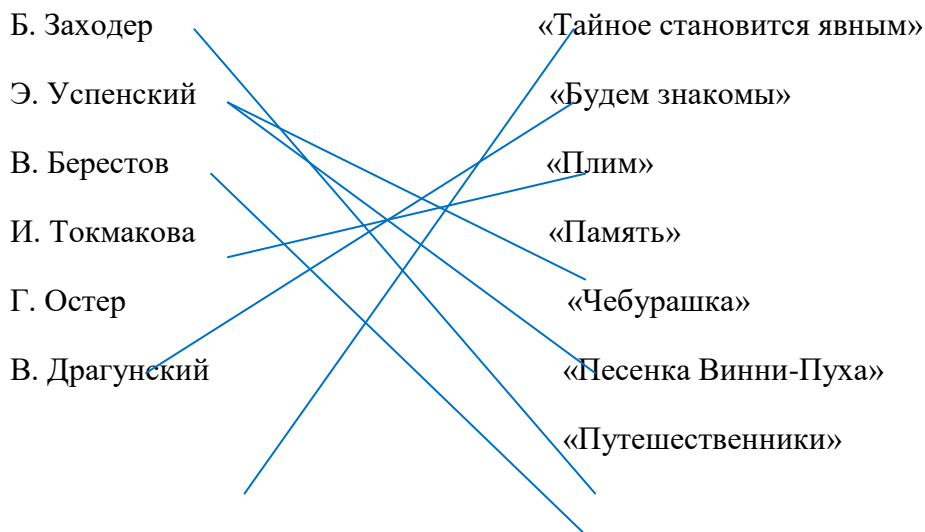 Б. Заходер «Тайное становится явным»
Э. Успенский «Будем знакомы»
В. Берестов «Плим»
И. Токмакова «Память»
Г. Остер «Чебурашка»
В. Драгунский «Песенка Винни-Пуха»
«Путешественники»